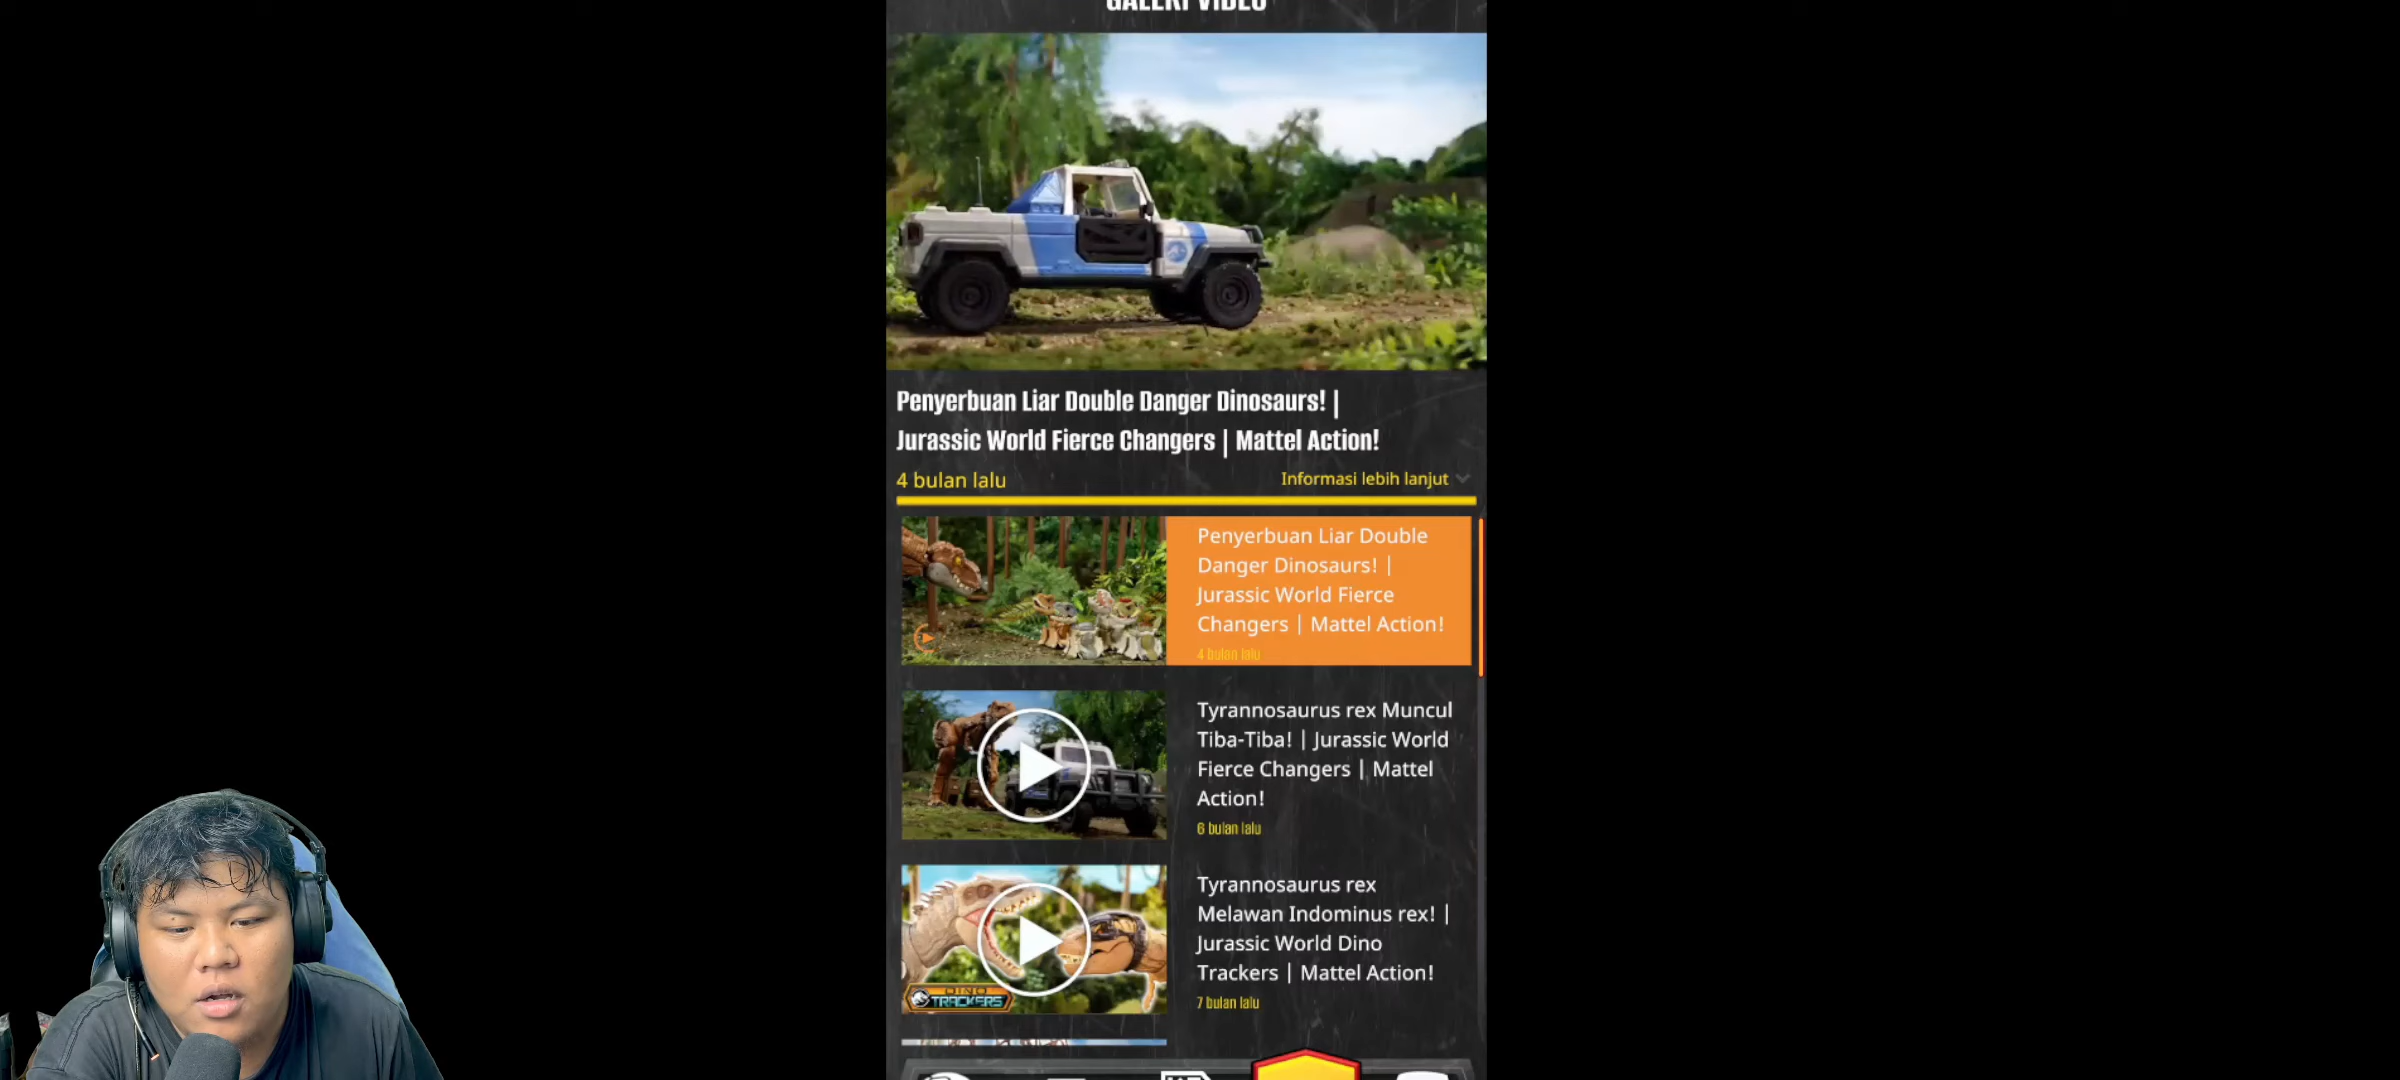 GALERI VIDEO
Penyerbuan Liar Double Danger Dinosaurs! |
Jurassic World Fierce Changers | Mattel Action!
4 bulan lalu
Informasi lebih lanjut
Penyerbuan Liar Double
Danger Dinosaurs! |
Jurassic World Fierce
Changers | Mattel Action!
4 bulan lalu
Tyrannosaurus rex Muncul
Tiba-Tiba! | Jurassic World
Fierce Changers | Mattel
Action!
6 bulan lalu
DINO
TRACKERS
Tyrannosaurus rex
Melawan Indominus rex! |
Jurassic World Dino
Trackers | Mattel Action!
7 bulan lalu